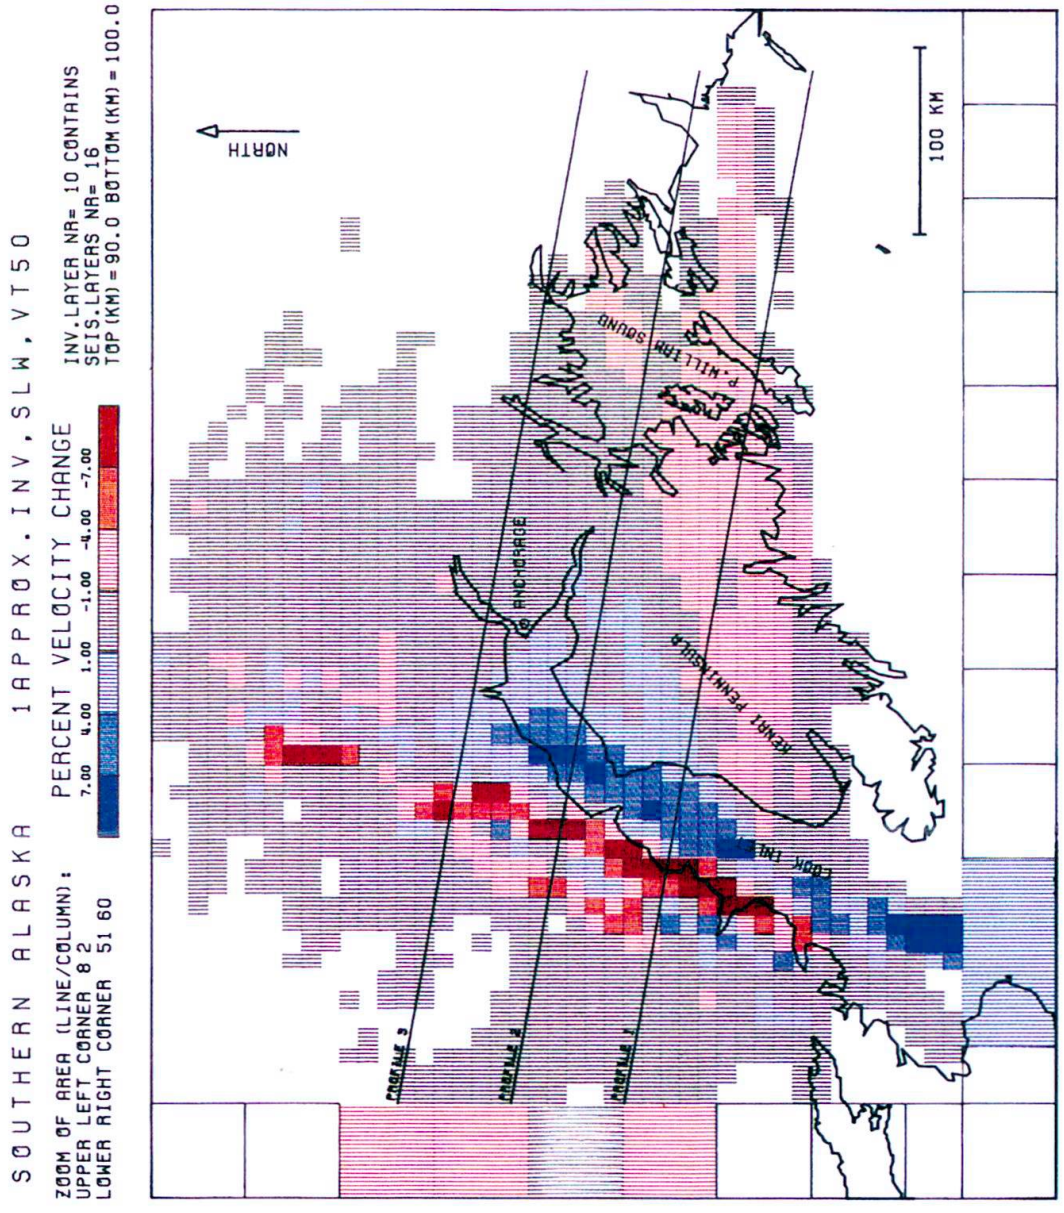 SOUTHERN ALASKA 1APPROX.INV,SLW,VT50
ZOOM OF AREA (LINE/COLUMN):
UPPER LEFT CORNER 8 2
LOWER RIGHT CORNER 51 60
PERCENT VELOCITY CHANGE
7.00 4.00 1.00 -1.00 -4.00 -7.00
INV.LAYER NR= 10 CONTAINS
SEIS.LAYERS NR= 16
TOP(KM)=90.0 BOTTOM(KM)=100.0
NORTH
PROFILE 3
PROFILE 2
PROFILE 1
ANCHORAGE
P.WILLIAM SOUND
KENAI PENNINSULA
COOK INLET
100 KM